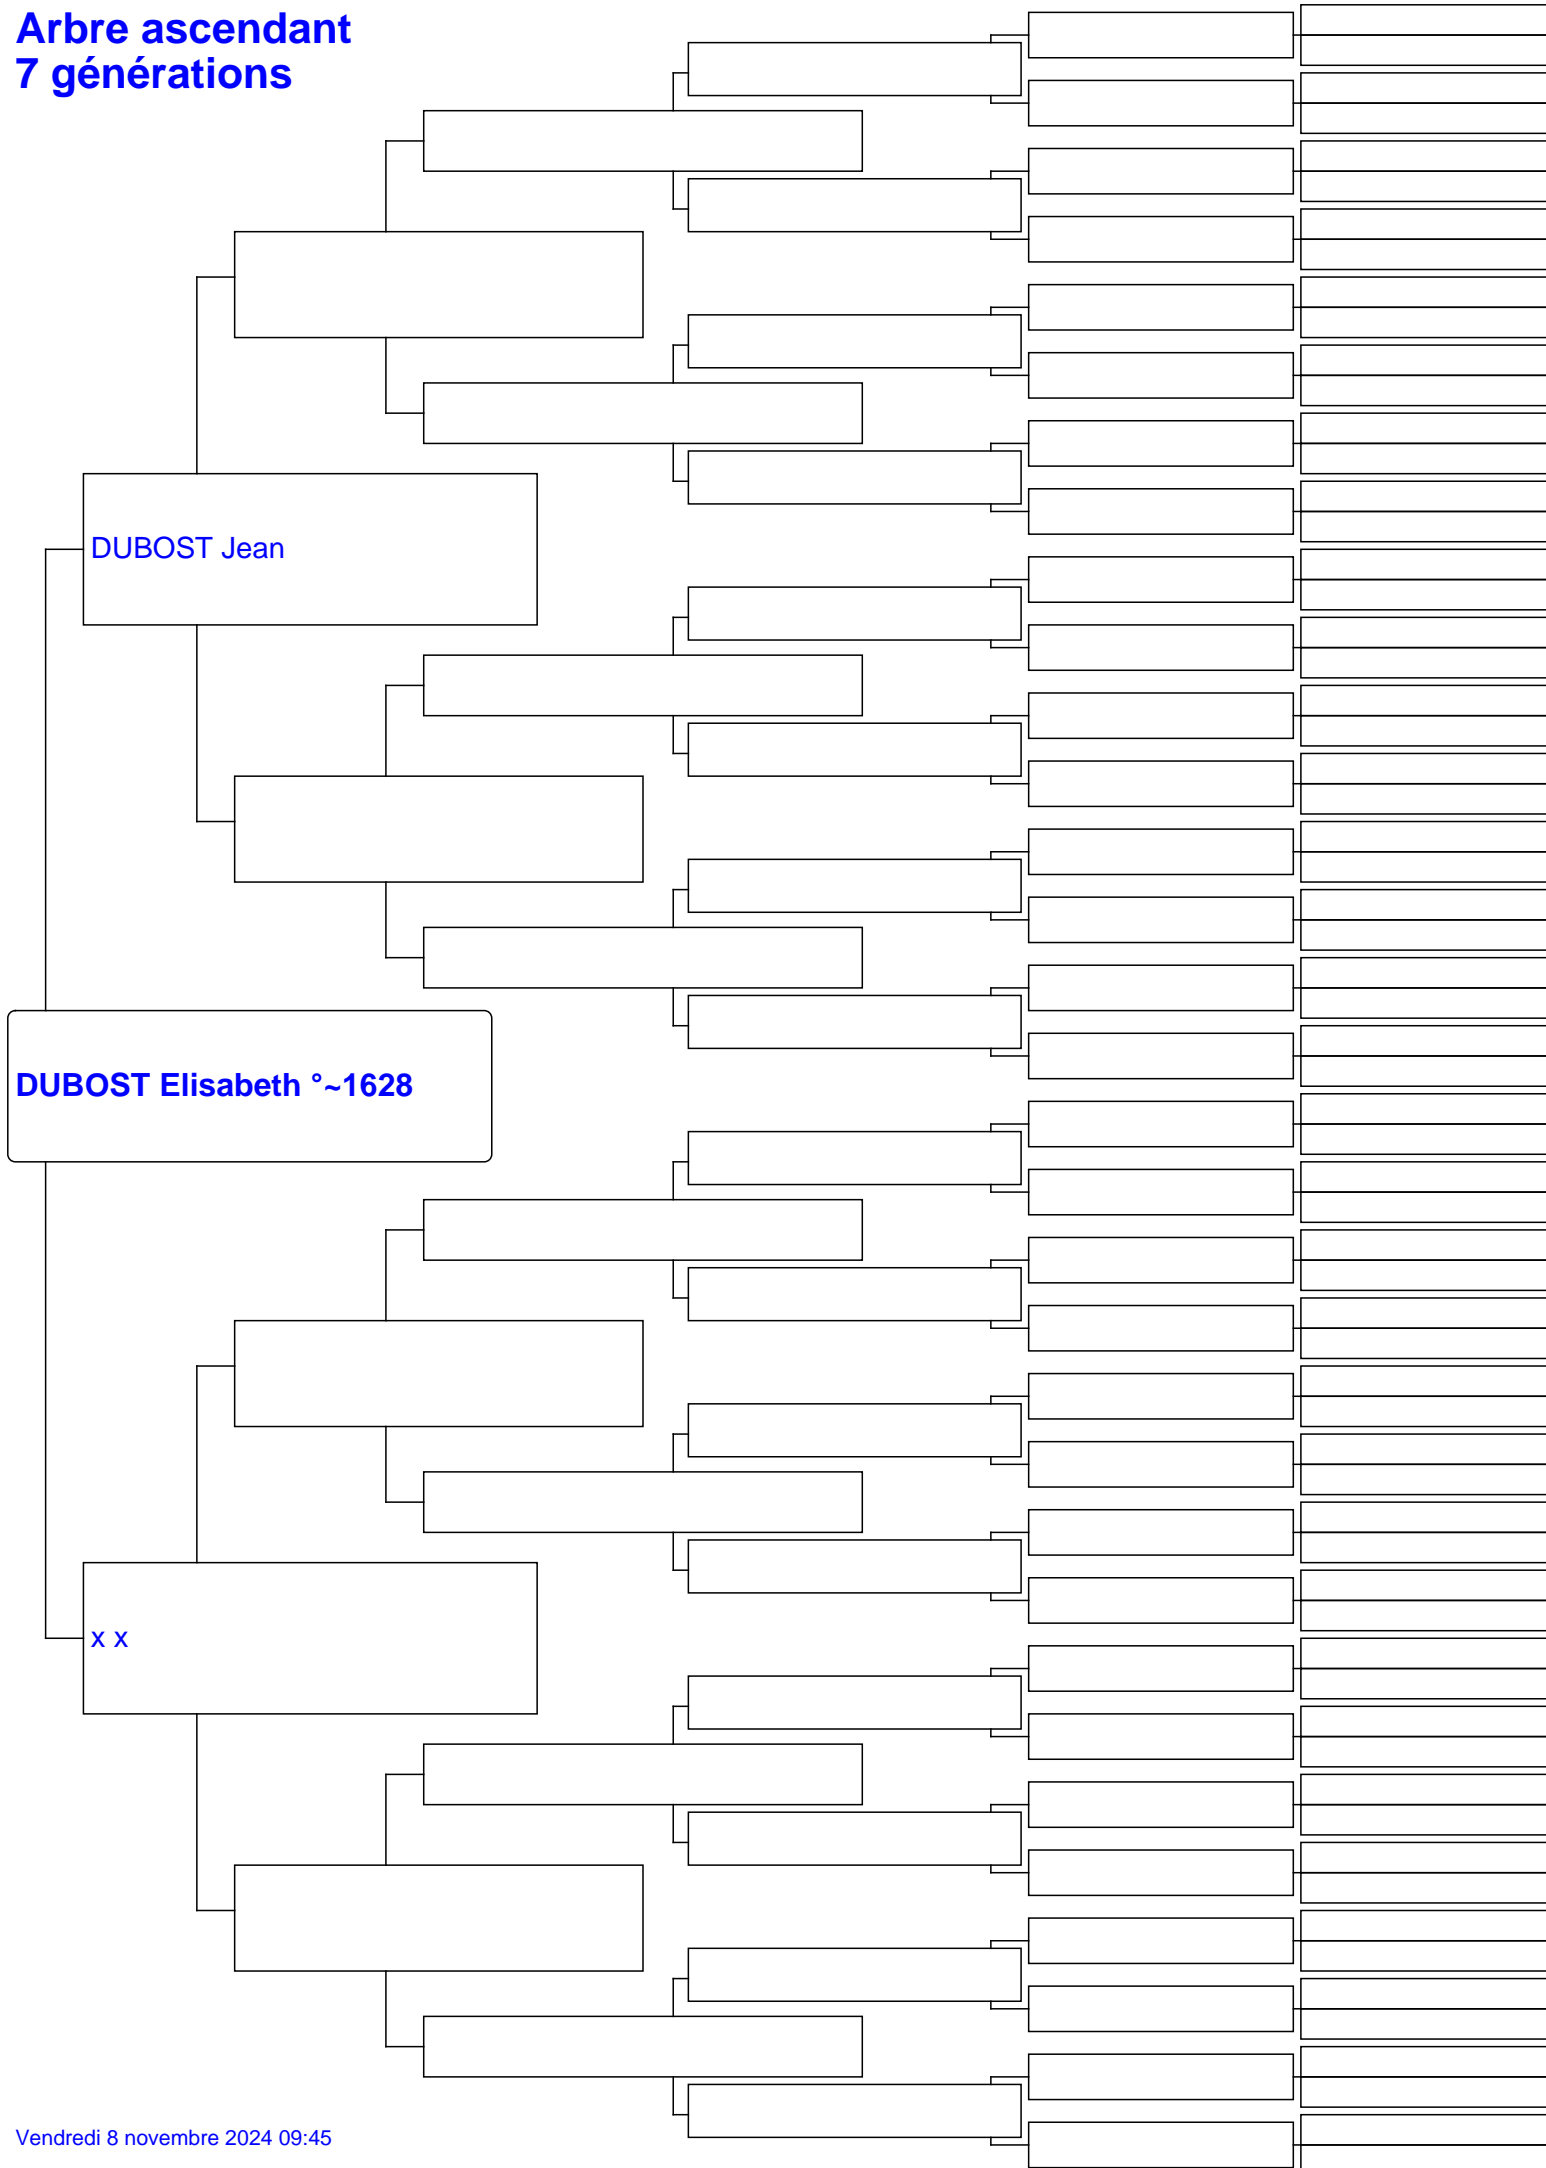 Arbre ascendant
7 générations
DUBOST Jean
DUBOST Elisabeth °~1628
x x
Vendredi 8 novembre 2024 09:45